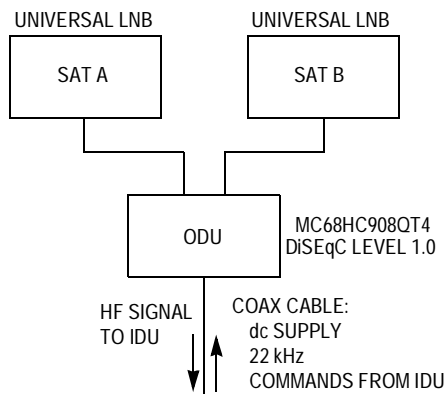 UNIVERSAL LNB
UNIVERSAL LNB
SAT A
SAT B
ODU
MC68HC908QT4
DiSEqC LEVEL 1.0
HF SIGNAL
TO IDU
COAX CABLE:
dc SUPPLY
22 kHz
COMMANDS FROM IDU